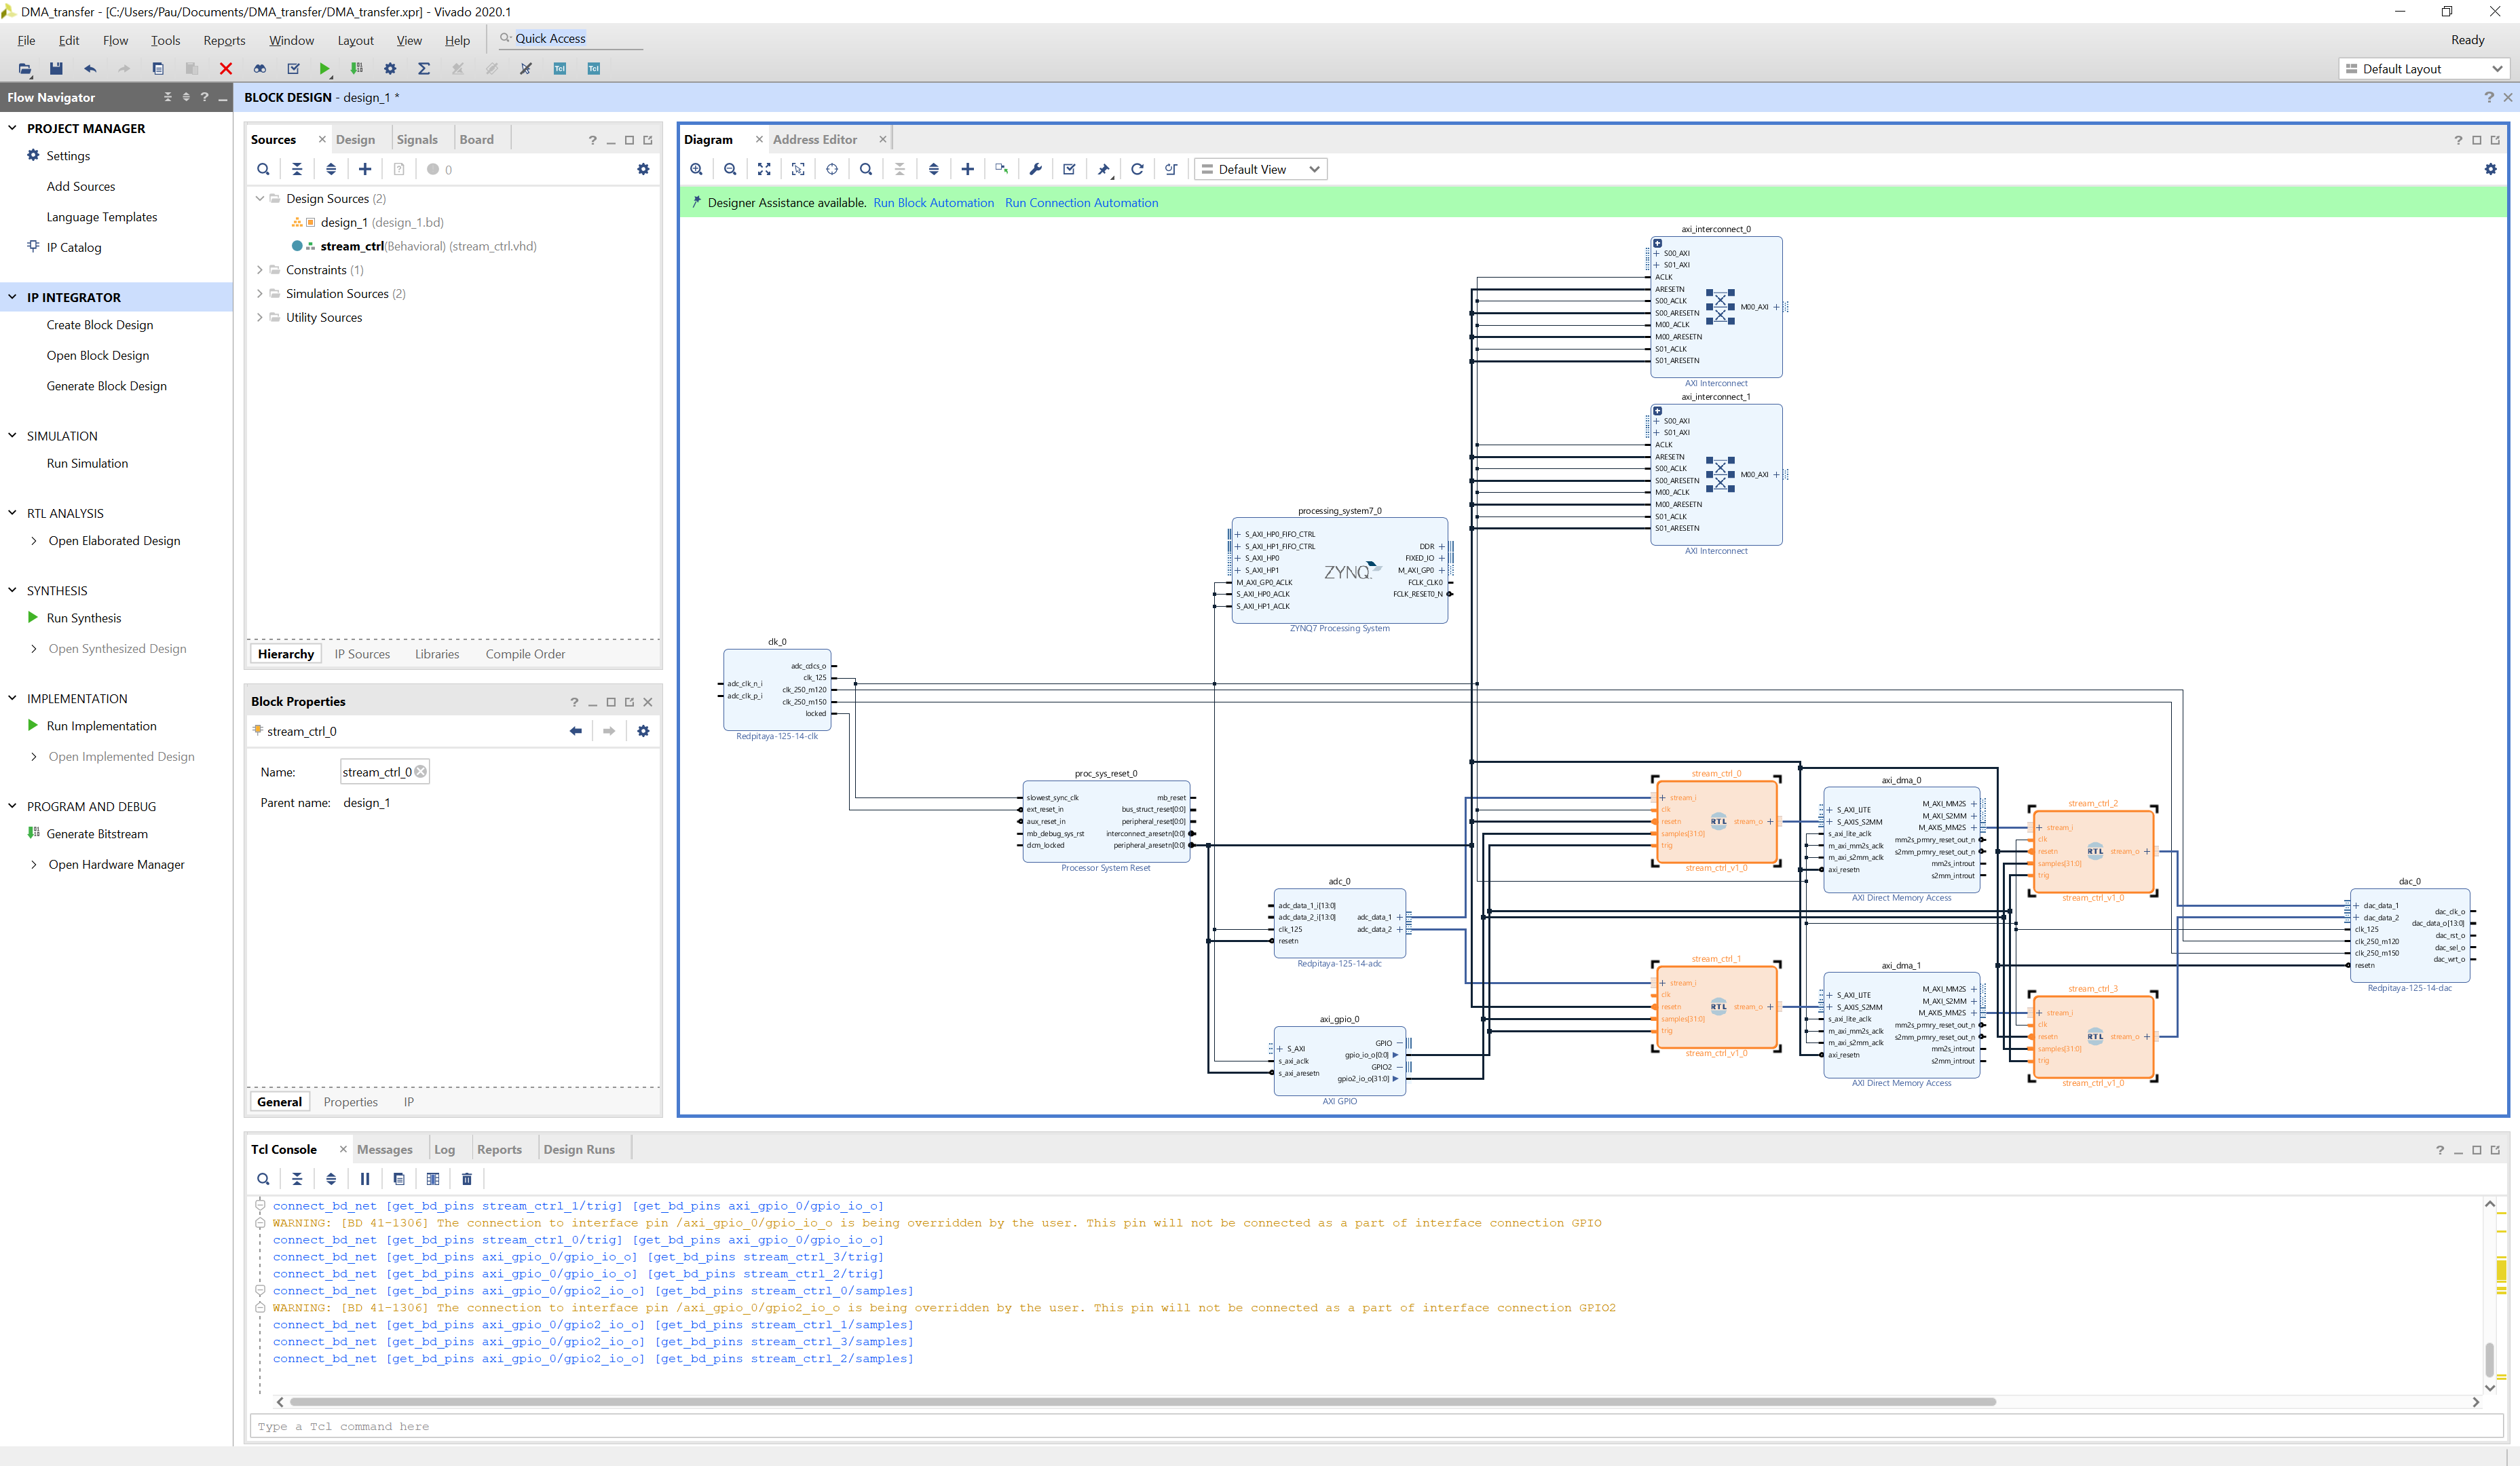 DMA_transfer - [C:/Users/Pau/Documents/DMA_transfer/DMA_transfer.xpr] - Vivado 2020.1
File Edit Flow Tools Reports Window Layout View Help Quick Access
Ready
Default Layout
Flow Navigator
BLOCK DESIGN - design_1 *
PROJECT MANAGER
Settings
Add Sources
Language Templates
IP Catalog
IP INTEGRATOR
Create Block Design
Open Block Design
Generate Block Design
SIMULATION
Run Simulation
RTL ANALYSIS
Open Elaborated Design
SYNTHESIS
Run Synthesis
Open Synthesized Design
IMPLEMENTATION
Run Implementation
Open Implemented Design
PROGRAM AND DEBUG
Generate Bitstream
Open Hardware Manager
Sources Design Signals Board
0
Design Sources (2)
design_1 (design_1.bd)
stream_ctrl(Behavioral) (stream_ctrl.vhd)
Constraints (1)
Simulation Sources (2)
Utility Sources
Hierarchy IP Sources Libraries Compile Order
Block Properties
stream_ctrl_0
Name: stream_ctrl_0
Parent name: design_1
General Properties IP
Diagram Address Editor
Default View
Designer Assistance available. Run Block Automation Run Connection Automation
axi_interconnect_0
S00_AXI
S01_AXI
ACLK
ARESETN
S00_ACLK
S00_ARESETN
M00_ACLK
M00_ARESETN
S01_ACLK
S01_ARESETN
M00_AXI
AXI Interconnect
axi_interconnect_1
S00_AXI
S01_AXI
ACLK
ARESETN
S00_ACLK
S00_ARESETN
M00_ACLK
M00_ARESETN
S01_ACLK
S01_ARESETN
M00_AXI
AXI Interconnect
processing_system7_0
S_AXI_HP0_FIFO_CTRL
S_AXI_HP1_FIFO_CTRL
S_AXI_HP0
S_AXI_HP1
M_AXI_GP0_ACLK
S_AXI_HP0_ACLK
S_AXI_HP1_ACLK
ZYNQ
DDR
FIXED_IO
M_AXI_GP0
FCLK_CLK0
FCLK_RESET0_N
ZYNQ7 Processing System
clk_0
adc_clk_n_i
adc_clk_p_i
adc_cdcs_o
clk_125
clk_250_m120
clk_250_m150
locked
Redpitaya-125-14-clk
proc_sys_reset_0
slowest_sync_clk
ext_reset_in
aux_reset_in
mb_debug_sys_rst
dcm_locked
mb_reset
bus_struct_reset[0:0]
peripheral_reset[0:0]
interconnect_aresetn[0:0]
peripheral_aresetn[0:0]
Processor System Reset
adc_0
adc_data_1_i[13:0]
adc_data_2_i[13:0]
clk_125
resetn
adc_data_1
adc_data_2
Redpitaya-125-14-adc
axi_gpio_0
S_AXI
s_axi_aclk
s_axi_aresetn
GPIO
gpio_io_o[0:0]
GPIO2
gpio2_io_o[31:0]
AXI GPIO
stream_ctrl_0
stream_i
clk
resetn
samples[31:0]
trig
RTL
stream_o
stream_ctrl_v1_0
stream_ctrl_1
stream_i
clk
resetn
samples[31:0]
trig
RTL
stream_o
stream_ctrl_v1_0
axi_dma_0
S_AXI_LITE
S_AXIS_S2MM
s_axi_lite_aclk
m_axi_mm2s_aclk
m_axi_s2mm_aclk
axi_resetn
M_AXI_MM2S
M_AXI_S2MM
M_AXIS_MM2S
mm2s_prmry_reset_out_n
s2mm_prmry_reset_out_n
mm2s_introut
s2mm_introut
AXI Direct Memory Access
axi_dma_1
S_AXI_LITE
S_AXIS_S2MM
s_axi_lite_aclk
m_axi_mm2s_aclk
m_axi_s2mm_aclk
axi_resetn
M_AXI_MM2S
M_AXI_S2MM
M_AXIS_MM2S
mm2s_prmry_reset_out_n
s2mm_prmry_reset_out_n
mm2s_introut
s2mm_introut
AXI Direct Memory Access
stream_ctrl_2
stream_i
clk
resetn
samples[31:0]
trig
RTL
stream_o
stream_ctrl_v1_0
stream_ctrl_3
stream_i
clk
resetn
samples[31:0]
trig
RTL
stream_o
stream_ctrl_v1_0
dac_0
dac_data_1
dac_data_2
clk_125
clk_250_m120
clk_250_m150
resetn
dac_clk_o
dac_data_o[13:0]
dac_rst_o
dac_sel_o
dac_wrt_o
Redpitaya-125-14-dac
Tcl Console Messages Log Reports Design Runs
connect_bd_net [get_bd_pins stream_ctrl_1/trig] [get_bd_pins axi_gpio_0/gpio_io_o]
WARNING: [BD 41-1306] The connection to interface pin /axi_gpio_0/gpio_io_o is being overridden by the user. This pin will not be connected as a part of interface connection GPIO
connect_bd_net [get_bd_pins stream_ctrl_0/trig] [get_bd_pins axi_gpio_0/gpio_io_o]
connect_bd_net [get_bd_pins axi_gpio_0/gpio_io_o] [get_bd_pins stream_ctrl_3/trig]
connect_bd_net [get_bd_pins axi_gpio_0/gpio_io_o] [get_bd_pins stream_ctrl_2/trig]
connect_bd_net [get_bd_pins axi_gpio_0/gpio2_io_o] [get_bd_pins stream_ctrl_0/samples]
WARNING: [BD 41-1306] The connection to interface pin /axi_gpio_0/gpio2_io_o is being overridden by the user. This pin will not be connected as a part of interface connection GPIO2
connect_bd_net [get_bd_pins axi_gpio_0/gpio2_io_o] [get_bd_pins stream_ctrl_1/samples]
connect_bd_net [get_bd_pins axi_gpio_0/gpio2_io_o] [get_bd_pins stream_ctrl_3/samples]
connect_bd_net [get_bd_pins axi_gpio_0/gpio2_io_o] [get_bd_pins stream_ctrl_2/samples]
Type a Tcl command here